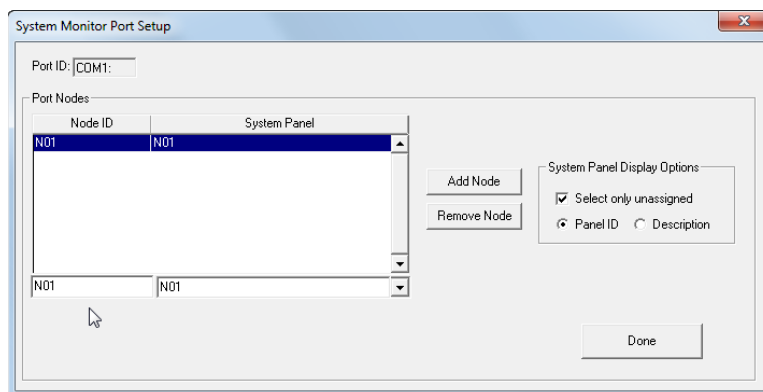 System Monitor Port Setup
Port ID: COM1:
Port Nodes
Node ID System Panel
N01 N01
N01 N01
Add Node
Remove Node
System Panel Display Options
Select only unassigned
Panel ID Description
Done